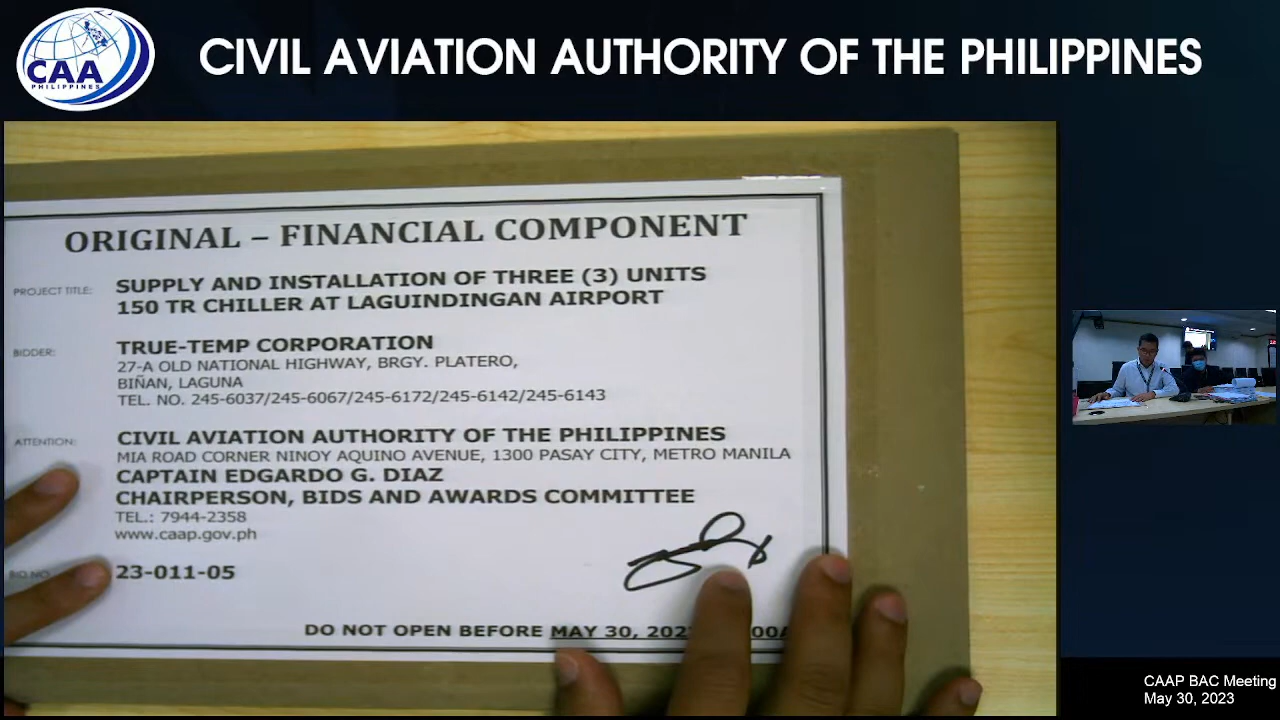 CAA
PHILIPPINES
CIVIL AVIATION AUTHORITY OF THE PHILIPPINES
ORIGINAL – FINANCIAL COMPONENT
PROJECT TITLE: SUPPLY AND INSTALLATION OF THREE (3) UNITS
150 TR CHILLER AT LAGUINDINGAN AIRPORT
BIDDER: TRUE-TEMP CORPORATION
27-A OLD NATIONAL HIGHWAY, BRGY. PLATERO,
BIÑAN, LAGUNA
TEL. NO. 245-6037/245-6067/245-6172/245-6142/245-6143
ATTENTION: CIVIL AVIATION AUTHORITY OF THE PHILIPPINES
MIA ROAD CORNER NINOY AQUINO AVENUE, 1300 PASAY CITY, METRO MANILA
CAPTAIN EDGARDO G. DIAZ
CHAIRPERSON, BIDS AND AWARDS COMMITTEE
TEL.: 7944-2358
www.caap.gov.ph
BID NO. 23-011-05
DO NOT OPEN BEFORE MAY 30,
CAAP BAC Meeting
May 30, 2023